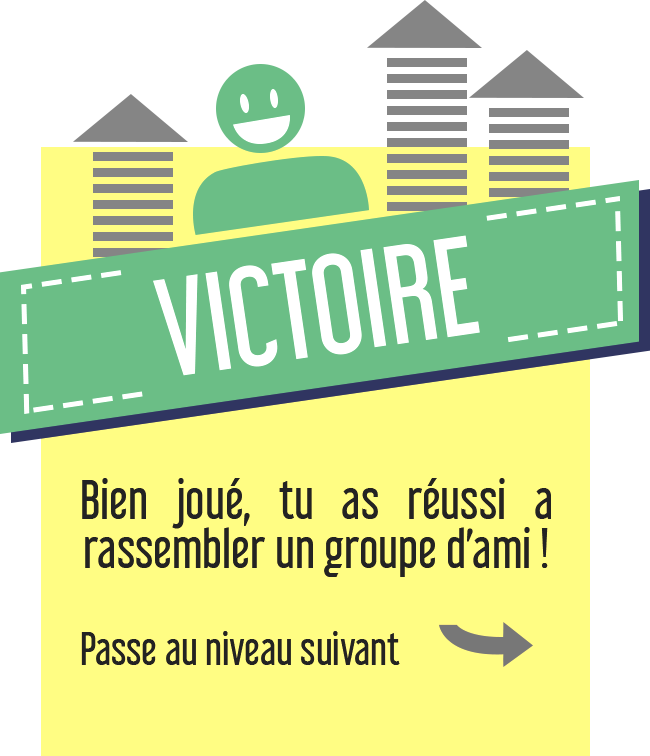 VICTOIRE
Bien joué, tu as réussi a
rassembler un groupe d'ami !
Passe au niveau suivant